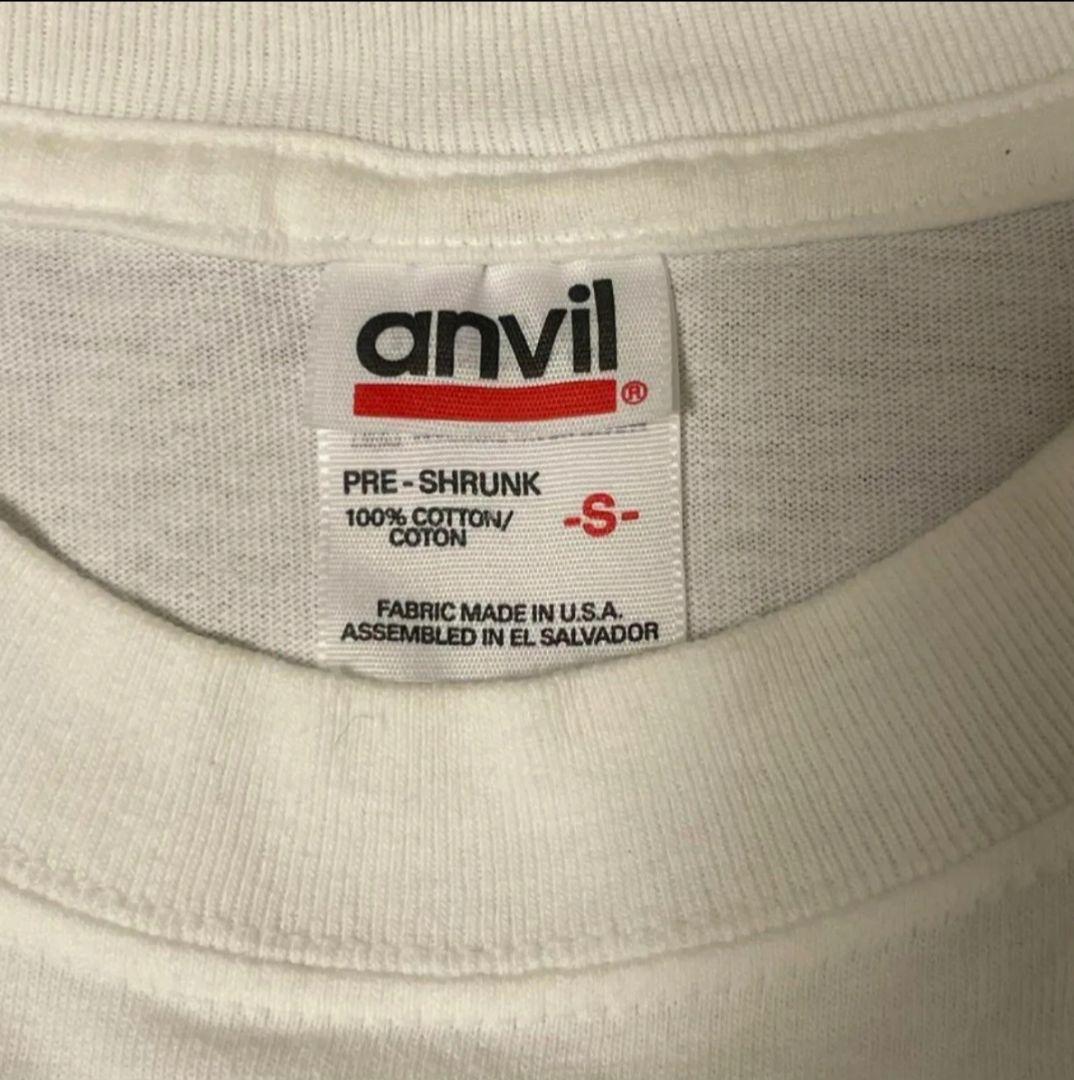 anvil
®
PRE-SHRUNK
100% COTTON/
COTON
-S-
FABRIC MADE IN U.S.A.
ASSEMBLED IN EL SALVADOR